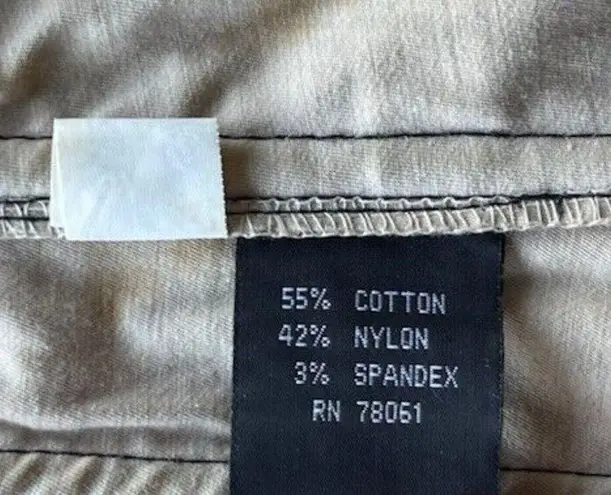 55% COTTON
42% NYLON
3% SPANDEX
RN 78061